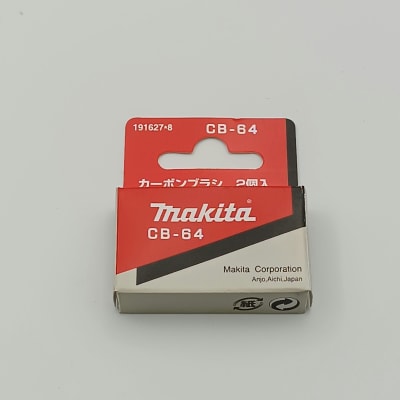 191627-8 CB-64
カーボンブラシ 2個入
makita
CB-64
Makita Corporation
Anjo,Aichi,Japan